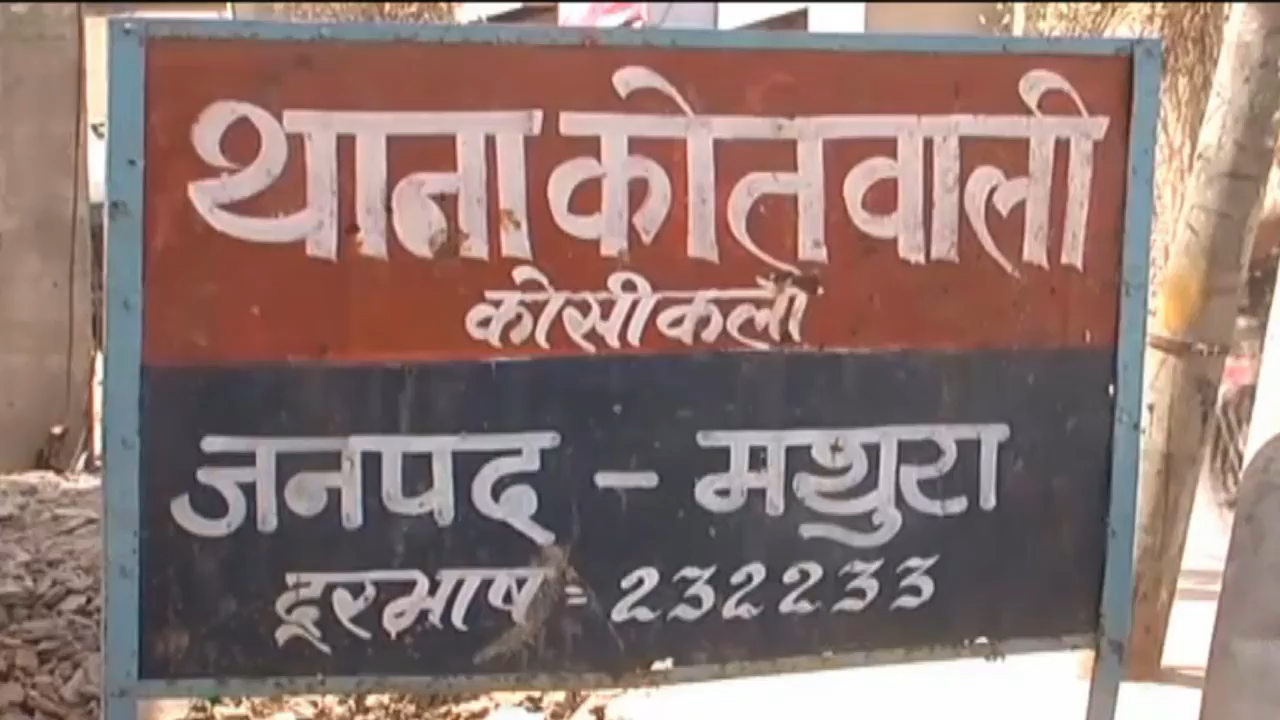 थाना कोतवाली
कोसीकलां
जनपद - मथुरा
दूरभाष - 232233